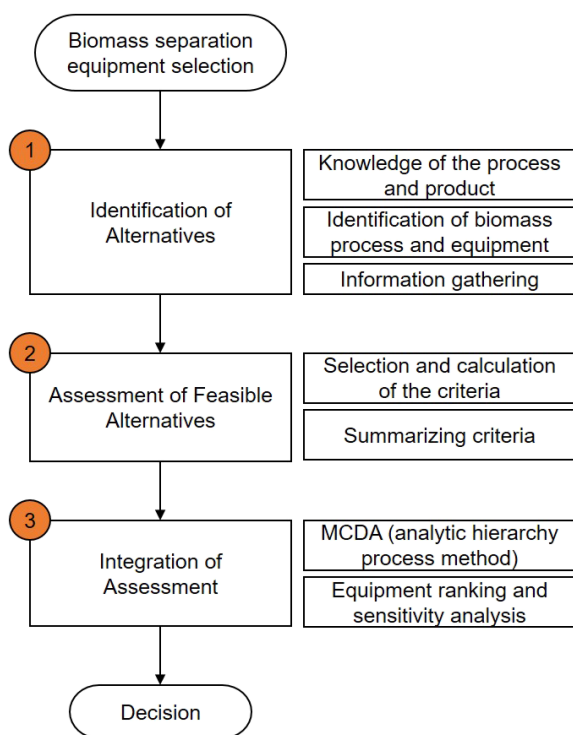 Biomass separation
equipment selection
1
Identification of
Alternatives
Knowledge of the process
and product
Identification of biomass
process and equipment
Information gathering
2
Assessment of Feasible
Alternatives
Selection and calculation
of the criteria
Summarizing criteria
3
Integration of
Assessment
MCDA (analytic hierarchy
process method)
Equipment ranking and
sensitivity analysis
Decision